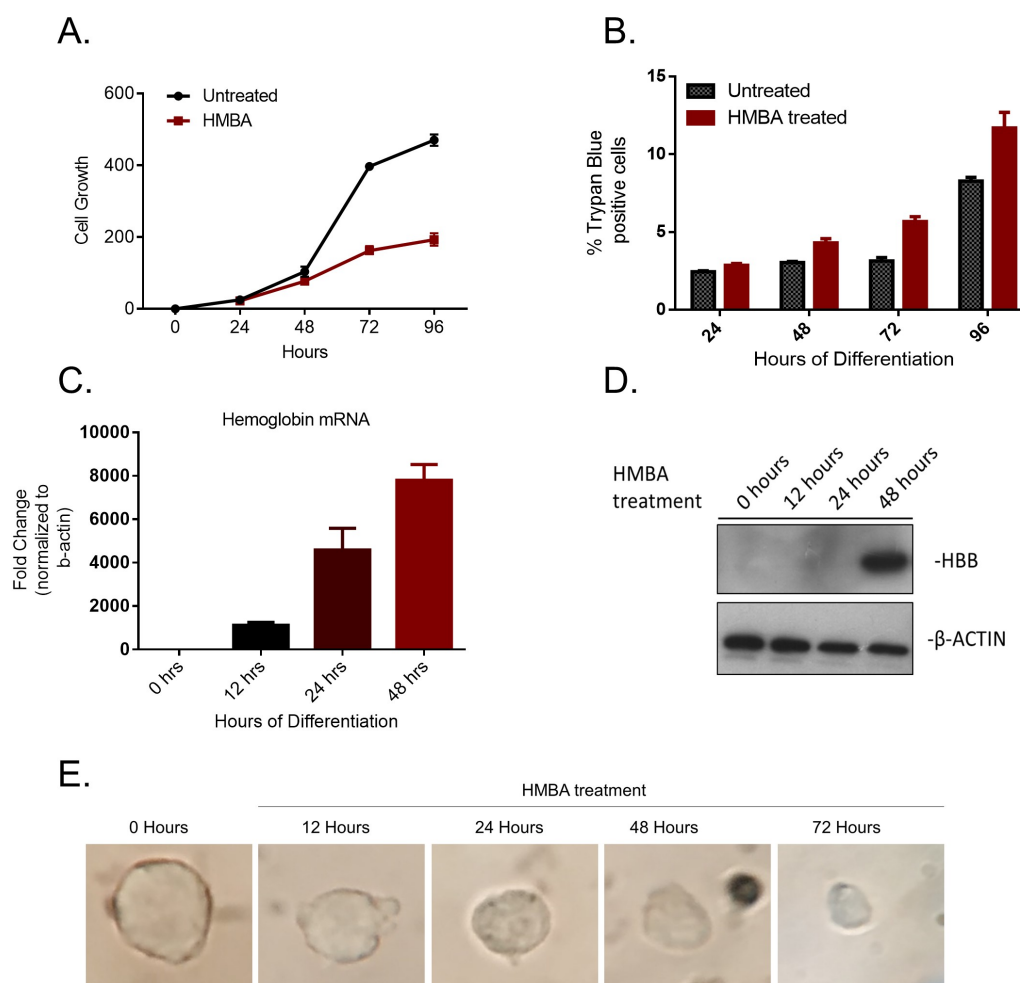 A.
600
400
200
0
Cell Growth
Untreated
HMBA
0 24 48 72 96
Hours
B.
15
10
5
0
% Trypan Blue
positive cells
Untreated
HMBA treated
24 48 72 96
Hours of Differentiation
C.
Hemoglobin mRNA
10000
8000
6000
4000
2000
0
Fold Change
(normalized to
b-actin)
0 hrs 12 hrs 24 hrs 48 hrs
Hours of Differentiation
D.
HMBA
treatment
0 hours 12 hours 24 hours 48 hours
-HBB
-β-ACTIN
E.
HMBA treatment
0 Hours 12 Hours 24 Hours 48 Hours 72 Hours